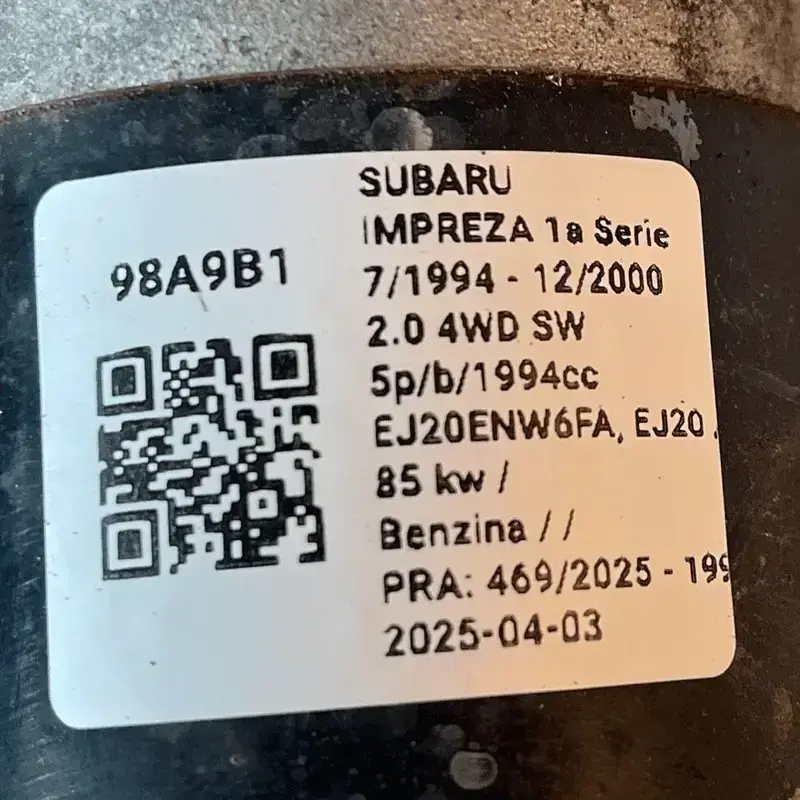 98A9B1
SUBARU
IMPREZA 1a Serie
7/1994 - 12/2000
2.0 4WD SW
5p/b/1994cc
EJ20ENW6FA, EJ20 .
85 kw /
Benzina / /
PRA: 469/2025 - 199
2025-04-03